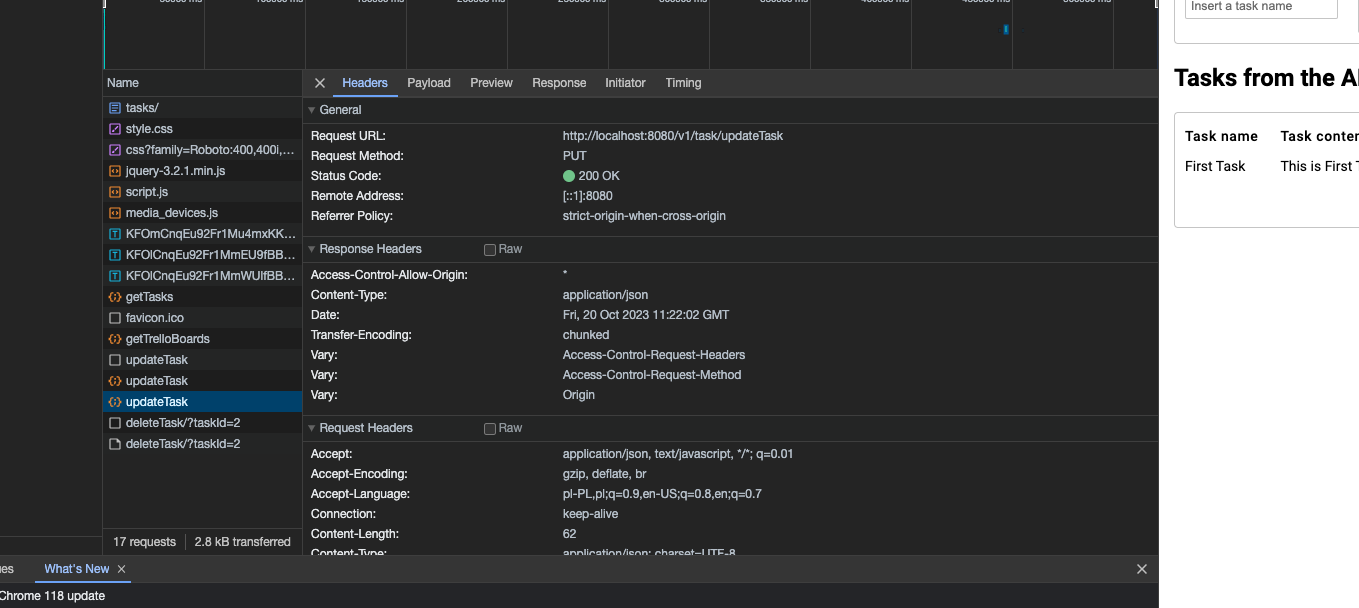 Insert a task name
Name
Headers Payload Preview Response Initiator Timing
tasks/
style.css
css?family=Roboto:400,400i,...
jquery-3.2.1.min.js
script.js
media_devices.js
KFOmCnqEu92Fr1Mu4mxKK...
KFOlCnqEu92Fr1MmEU9fBB...
KFOlCnqEu92Fr1MmWUlfBB...
getTasks
favicon.ico
getTrelloBoards
updateTask
updateTask
updateTask
deleteTask/?taskId=2
deleteTask/?taskId=2
17 requests 2.8 kB transferred
General
Request URL: http://localhost:8080/v1/task/updateTask
Request Method: PUT
Status Code: 200 OK
Remote Address: [::1]:8080
Referrer Policy: strict-origin-when-cross-origin
Response Headers Raw
Access-Control-Allow-Origin: *
Content-Type: application/json
Date: Fri, 20 Oct 2023 11:22:02 GMT
Transfer-Encoding: chunked
Vary: Access-Control-Request-Headers
Vary: Access-Control-Request-Method
Vary: Origin
Request Headers Raw
Accept: application/json, text/javascript, */*; q=0.01
Accept-Encoding: gzip, deflate, br
Accept-Language: pl-PL,pl;q=0.9,en-US;q=0.8,en;q=0.7
Connection: keep-alive
Content-Length: 62
Content-Type: application/json; charset=UTF-8
What's New
Chrome 118 update
Tasks from the
Task name Task conten
First Task This is First